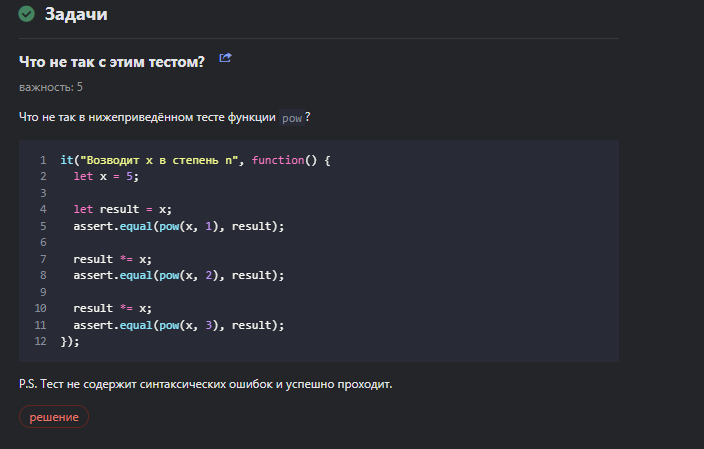 Задачи
Что не так с этим тестом?
важность: 5
Что не так в нижеприведённом тесте функции pow?
1 it("Возводит x в степень n", function() {
2   let x = 5;
3
4   let result = x;
5   assert.equal(pow(x, 1), result);
6
7   result *= x;
8   assert.equal(pow(x, 2), result);
9
10   result *= x;
11   assert.equal(pow(x, 3), result);
12 });
P.S. Тест не содержит синтаксических ошибок и успешно проходит.
решение